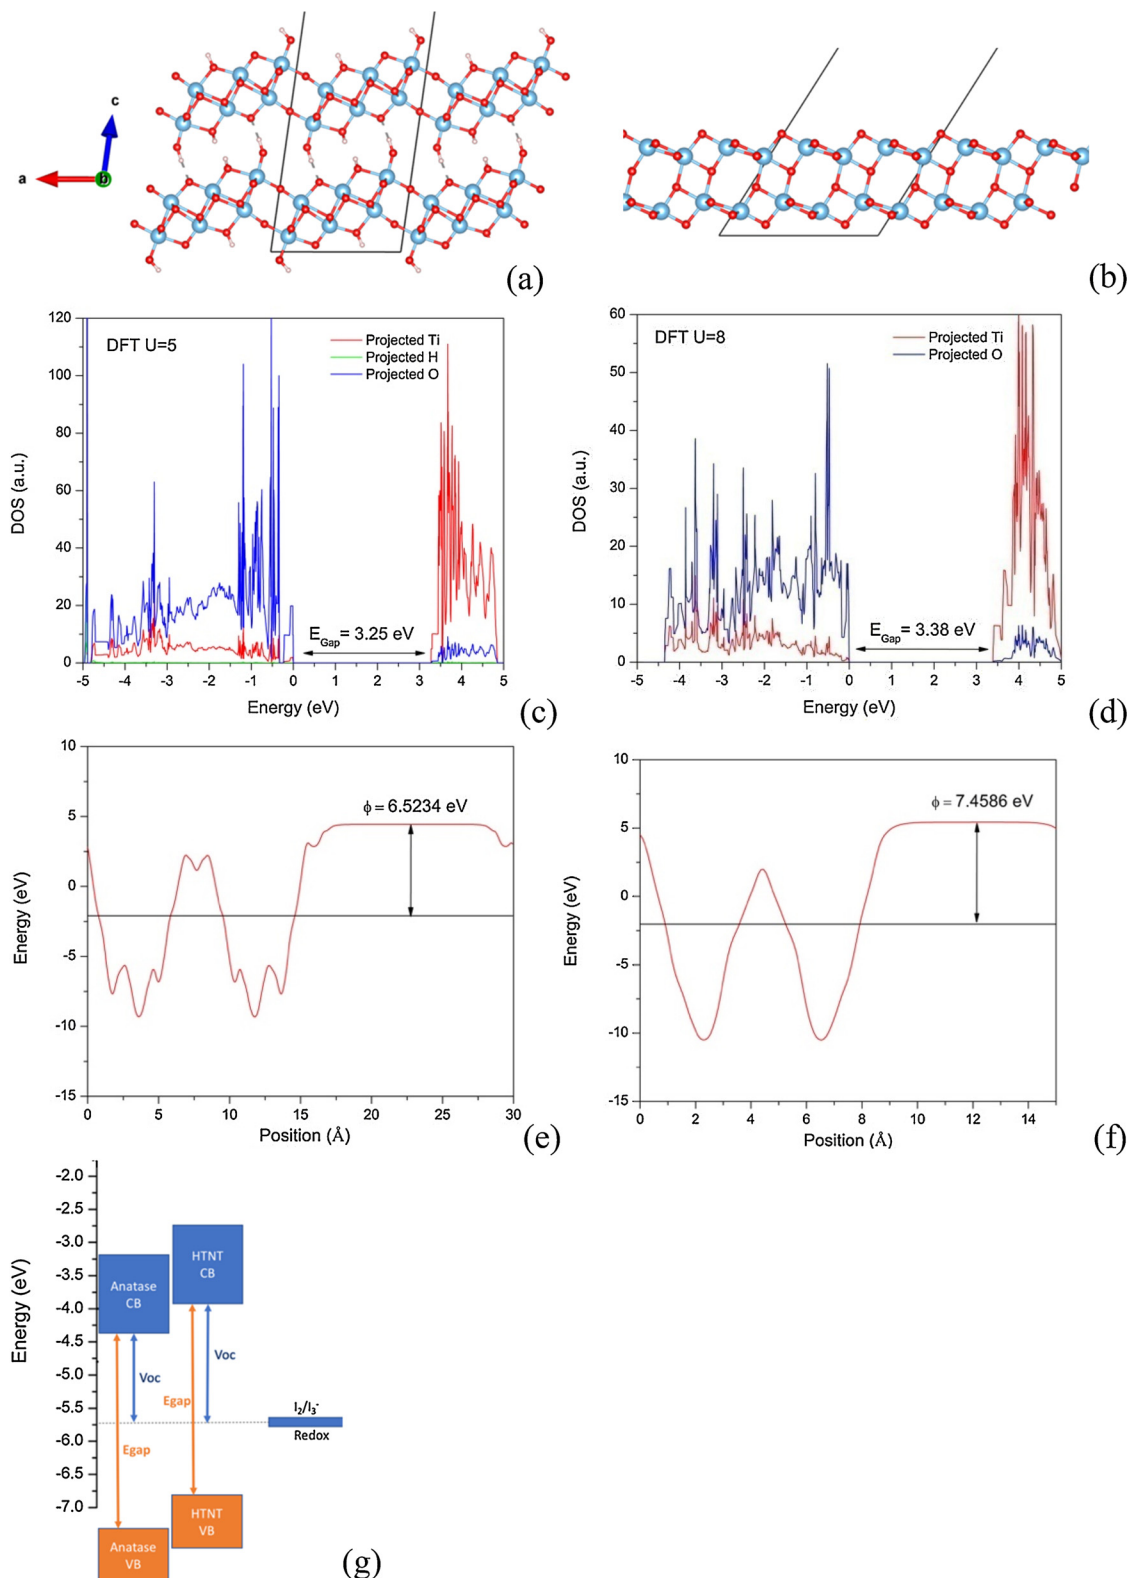 c
a
b
(a)
(b)
120
100
80
60
40
20
0
DFT U=5
Projected Ti
Projected H
Projected O
E_Gap = 3.25 eV
DOS (a.u.)
-5 -4 -3 -2 -1 0 1 2 3 4 5
Energy (eV)
(c)
60
50
40
30
20
10
0
DFT U=8
Projected Ti
Projected O
E_Gap = 3.38 eV
DOS (a.u.)
-5 -4 -3 -2 -1 0 1 2 3 4 5
Energy (eV)
(d)
10
5
0
-5
-10
-15
ϕ = 6.5234 eV
Energy (eV)
0 5 10 15 20 25 30
Position (Å)
(e)
10
5
0
-5
-10
-15
ϕ = 7.4586 eV
Energy (eV)
0 2 4 6 8 10 12 14
Position (Å)
(f)
-2.0
-2.5
-3.0
-3.5
-4.0
-4.5
-5.0
-5.5
-6.0
-6.5
-7.0
Energy (eV)
Anatase
CB
HTNT
CB
Voc
Voc
Egap
Egap
I₂/I₃⁻
Redox
Anatase
VB
HTNT
VB
(g)